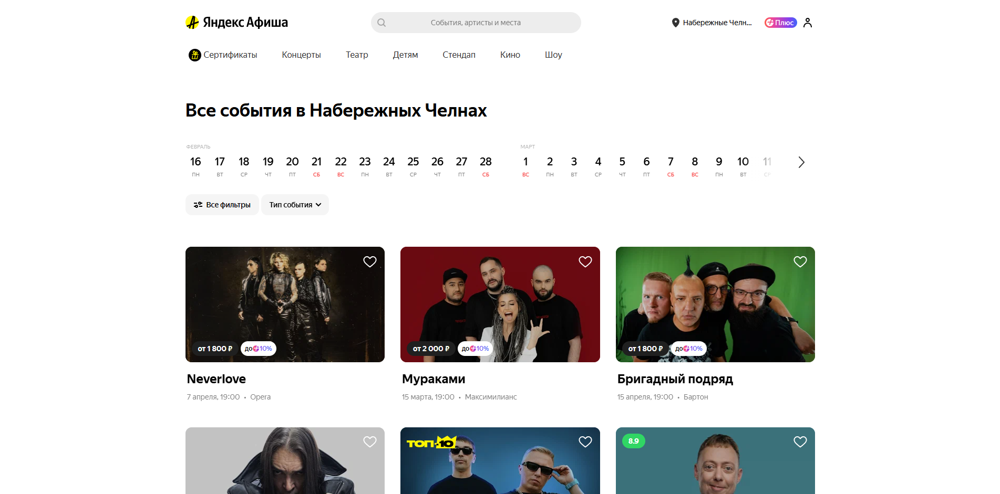 Яндекс Афиша
События, артисты и места
Набережные Челн...
Плюс
Сертификаты Концерты Театр Детям Стендап Кино Шоу
Все события в Набережных Челнах
ФЕВРАЛЬ МАРТ
16 17 18 19 20 21 22 23 24 25 26 27 28 1 2 3 4 5 6 7 8 9 10 11
ПН ВТ СР ЧТ ПТ СБ ВС ПН ВТ СР ЧТ ПТ СБ ВС ПН ВТ СР ЧТ ПТ СБ ВС ПН ВТ СР
Все фильтры Тип события
от 1 800 ₽ до 10%
от 2 000 ₽ до 10%
от 1 800 ₽ до 10%
Neverlove
7 апреля, 19:00 • Opera
Мураками
15 марта, 19:00 • Максимилианс
Бригадный подряд
15 апреля, 19:00 • Бартон
ТОП-10
8.9